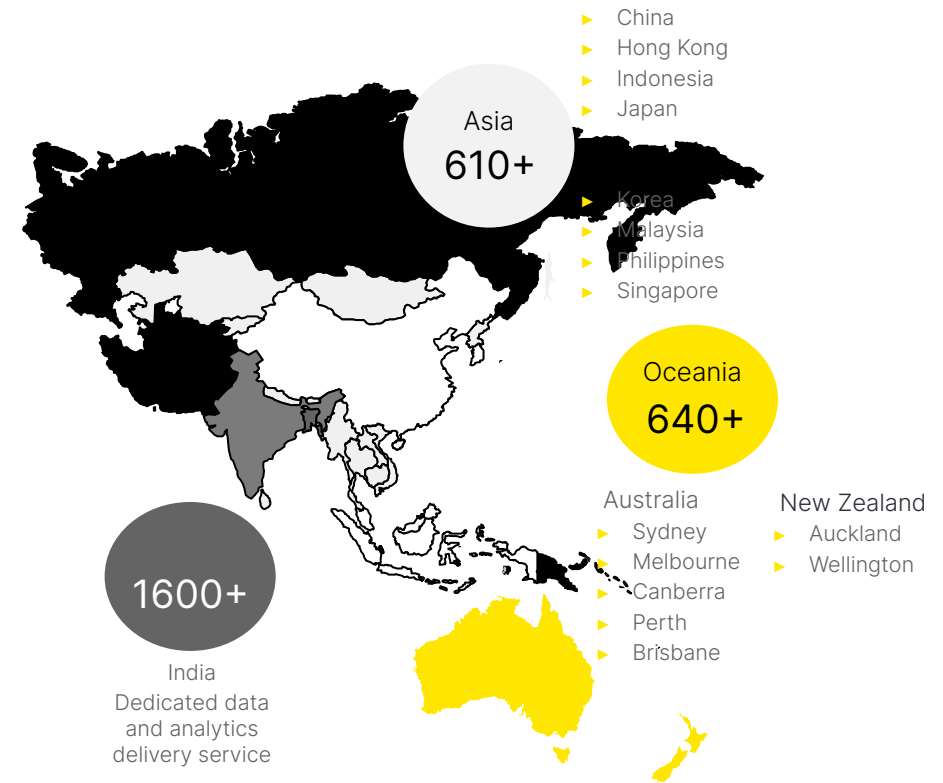 China
Hong Kong
Indonesia
Japan
Asia
610+
Korea
Malaysia
Philippines
Singapore
Oceania
640+
Australia
Sydney
Melbourne
Canberra
Perth
Brisbane
New Zealand
Auckland
Wellington
1600+
India
Dedicated data
and analytics
delivery service